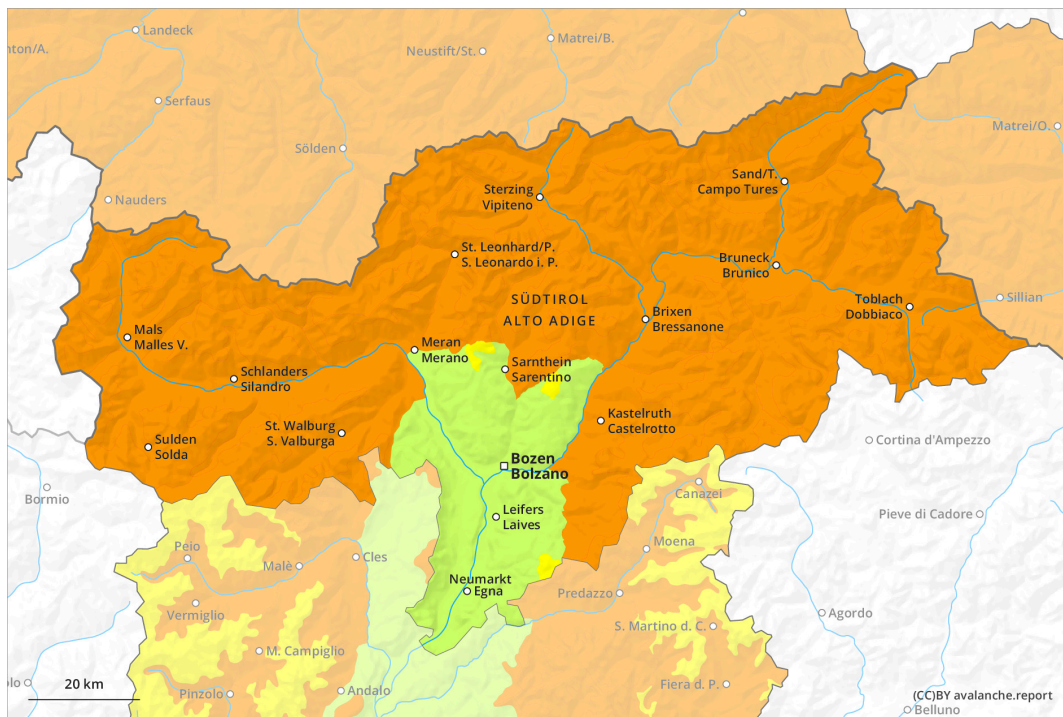 Landeck
Matrei/B.
Neustift/St.
nton/A.
Serfaus
Matrei/O.
Sölden
Sand/T.
Campo Tures
Sterzing
Vipiteno
Nauders
St. Leonhard/P.
S. Leonardo i. P.
Bruneck
Brunico
SÜDTIROL
ALTO ADIGE
Toblach
Dobbiaco
Sillian
Brixen
Bressanone
Mals
Malles V.
Meran
Merano
Sarnthein
Sarentino
Schlanders
Silandro
Kastelruth
Castelrotto
St. Walburg
S. Valburga
Sulden
Solda
Cortina d'Ampezzo
Bozen
Bolzano
Bormio
Canazei
Leifers
Laives
Pieve di Cadore
Moena
Peio
Cles
Malè
Neumarkt
Egna
Predazzo
Vermiglio
Agordo
S. Martino d. C.
M. Campiglio
olo
20 km
Pinzolo
Andalo
Fiera d. P.
(CC)BY avalanche.report
Belluno